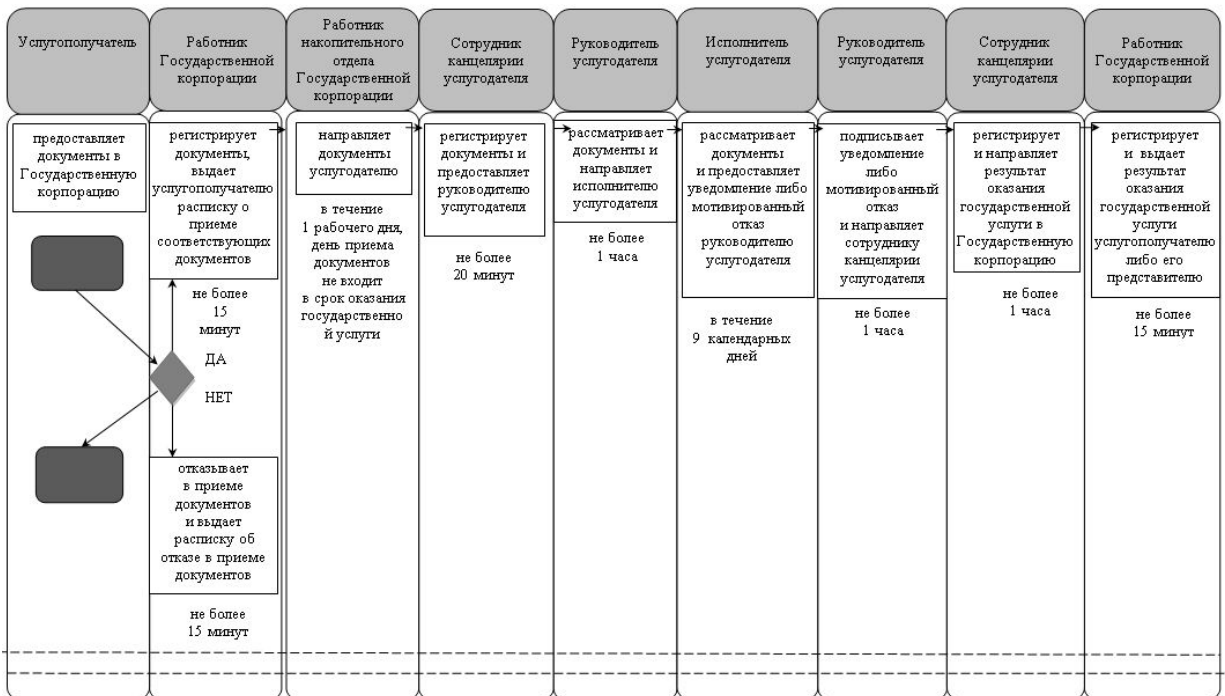 Услугополучатель
Работник
Государственной
корпорации
Работник
накопительного
отдела
Государственной
корпорации
Сотрудник
канцелярии
услугодателя
Руководитель
услугодателя
Исполнитель
услугодателя
Руководитель
услугодателя
Сотрудник
канцелярии
услугодателя
Работник
Государственной
корпорации
предоставляет
документы в
Государственную
корпорацию
регистрирует
документы,
выдает
услугополучателю
расписку о
приеме
соответствующих
документов
не более
15
минут
ДА
НЕТ
отказывает
в приеме
документов
и выдает
расписку об
отказе в приеме
документов
не более
15 минут
направляет
документы
услугодателю
в течение
1 рабочего дня,
день приема
документов
не входит
в срок оказания
государственно
й услуги
регистрирует
документы и
предоставляет
руководителю
услугодателя
не более
20 минут
рассматривает
документы и
направляет
исполнителю
услугодателя
не более
1 часа
рассматривает
документы
и предоставляет
уведомление либо
мотивированный
отказ
руководителю
услугодателя
в течение
9 календарных
дней
подписывает
уведомление
либо
мотивированный
отказ
и направляет
сотруднику
канцелярии
услугодателя
не более
1 часа
регистрирует
и направляет
результат
оказания
государственной
услуги в
Государственную
корпорацию
не более
1 часа
регистрирует
и выдает
результат
оказания
государственной
услуги
услугополучателю
либо его
представителю
не более
15 минут